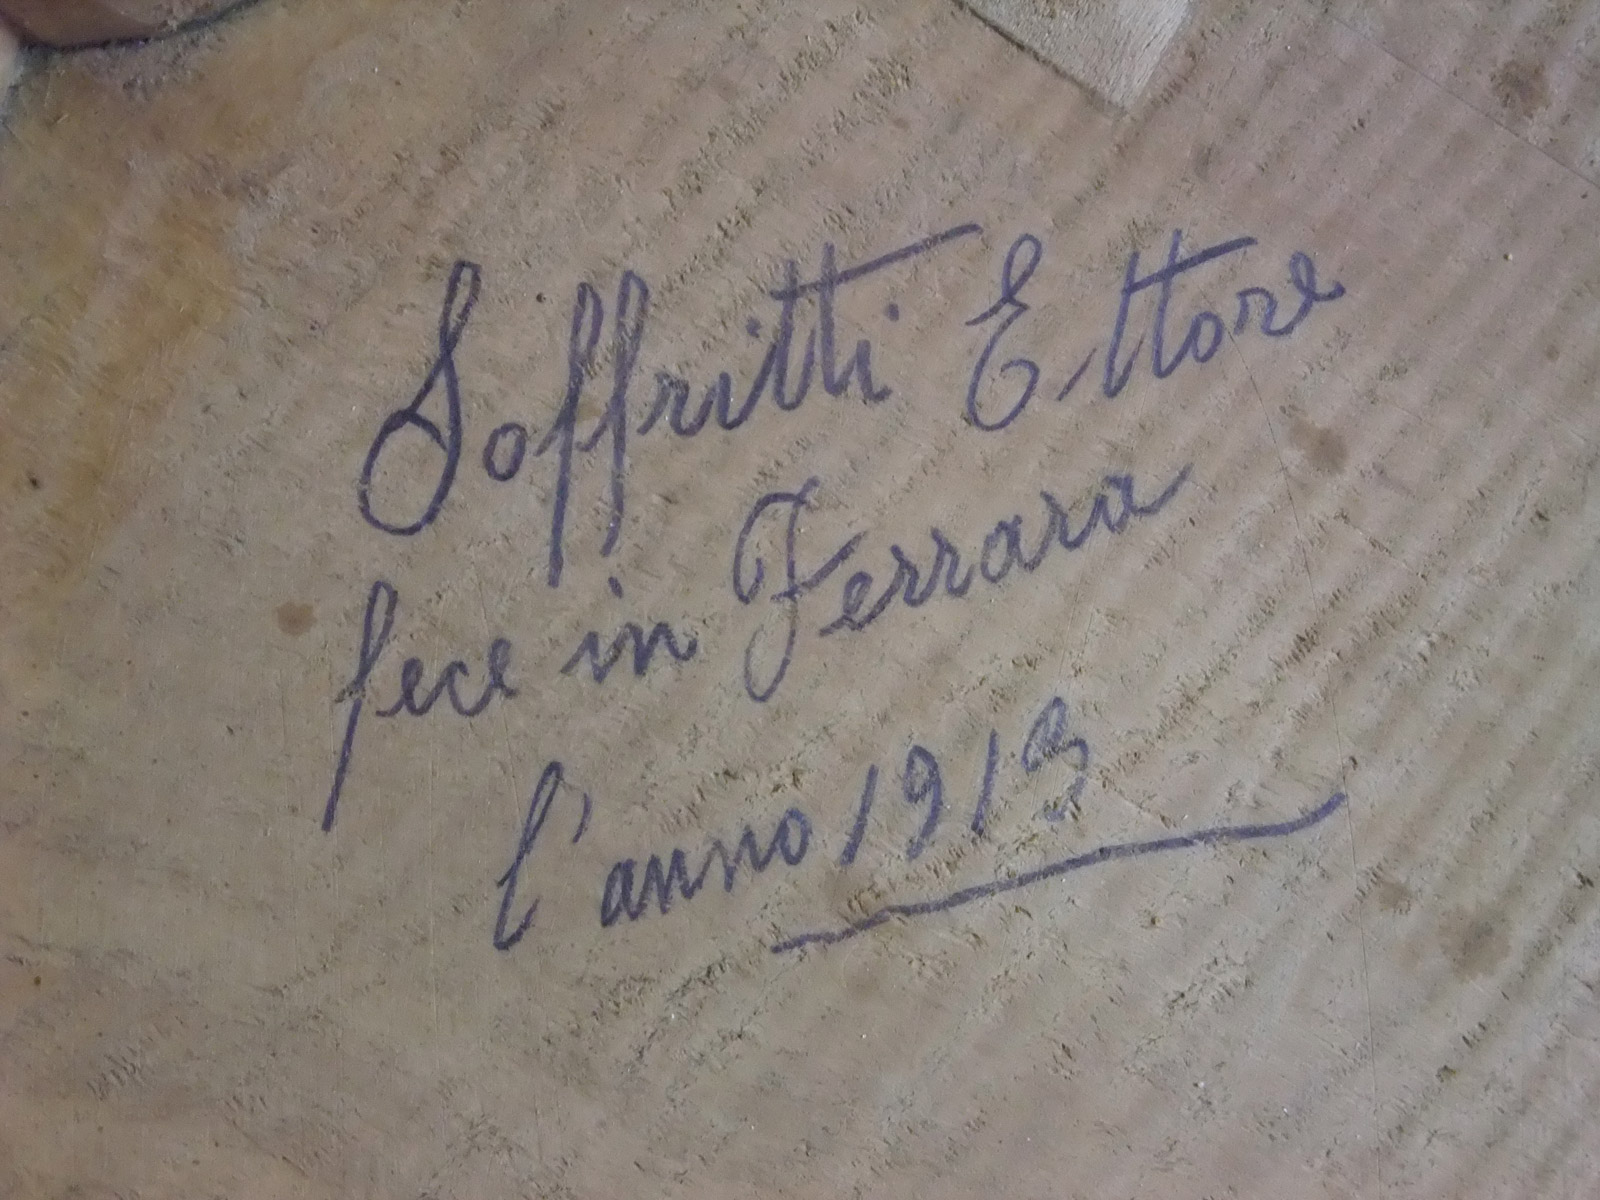 Soffritti Ettore
fece in Ferrara
l'anno 1913